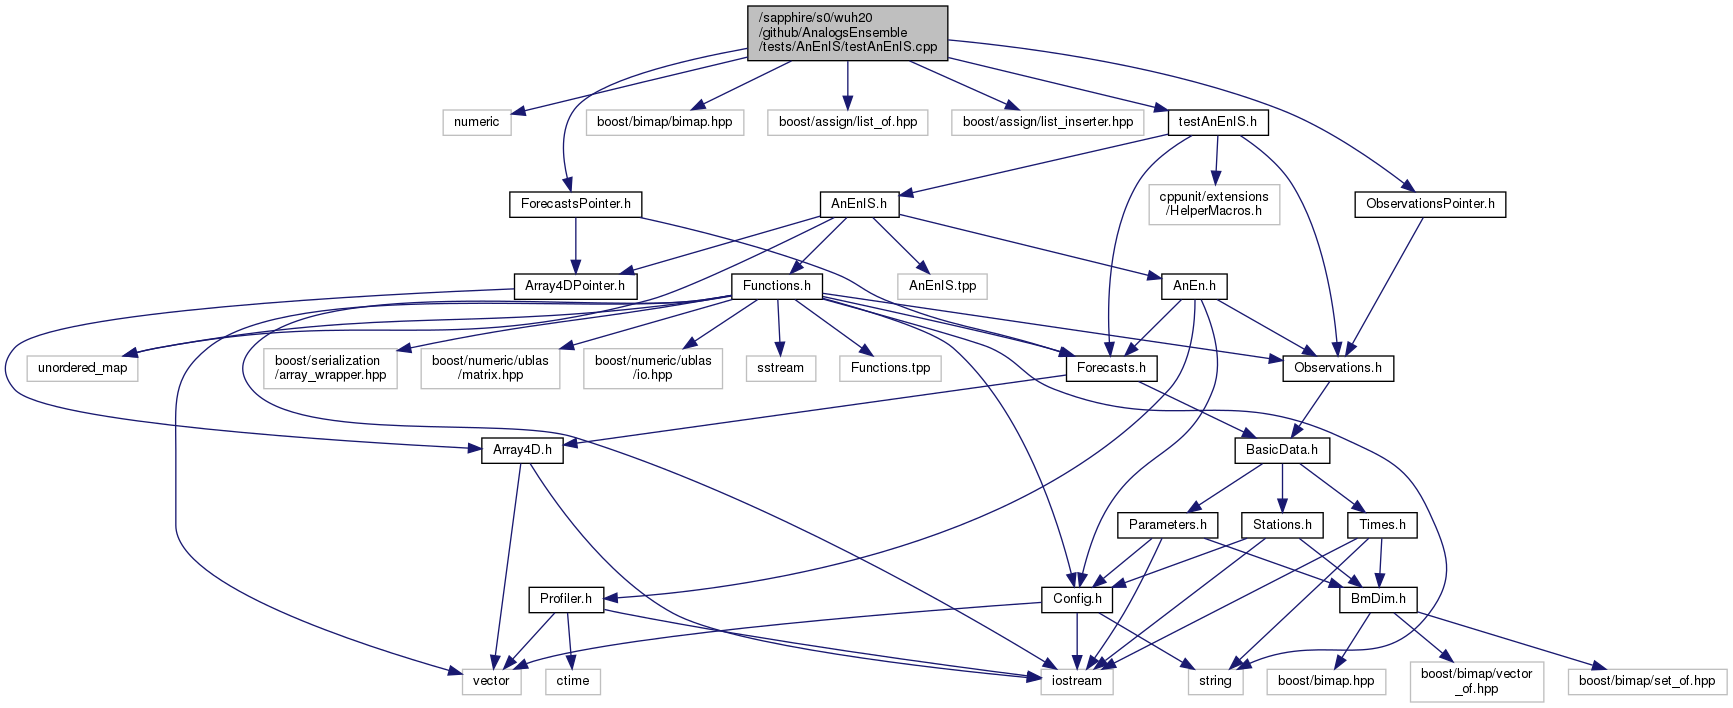 /sapphire/s0/wuh20
/github/AnalogsEnsemble
/tests/AnEnIS/testAnEnIS.cpp
numeric
boost/bimap/bimap.hpp
boost/assign/list_of.hpp
boost/assign/list_inserter.hpp
testAnEnIS.h
ForecastsPointer.h
AnEnIS.h
cppunit/extensions
/HelperMacros.h
ObservationsPointer.h
Array4DPointer.h
Functions.h
AnEnIS.tpp
AnEn.h
unordered_map
boost/serialization
/array_wrapper.hpp
boost/numeric/ublas
/matrix.hpp
boost/numeric/ublas
/io.hpp
sstream
Functions.tpp
Forecasts.h
Observations.h
Array4D.h
BasicData.h
Parameters.h
Stations.h
Times.h
Profiler.h
Config.h
BmDim.h
vector
ctime
iostream
string
boost/bimap.hpp
boost/bimap/vector
_of.hpp
boost/bimap/set_of.hpp